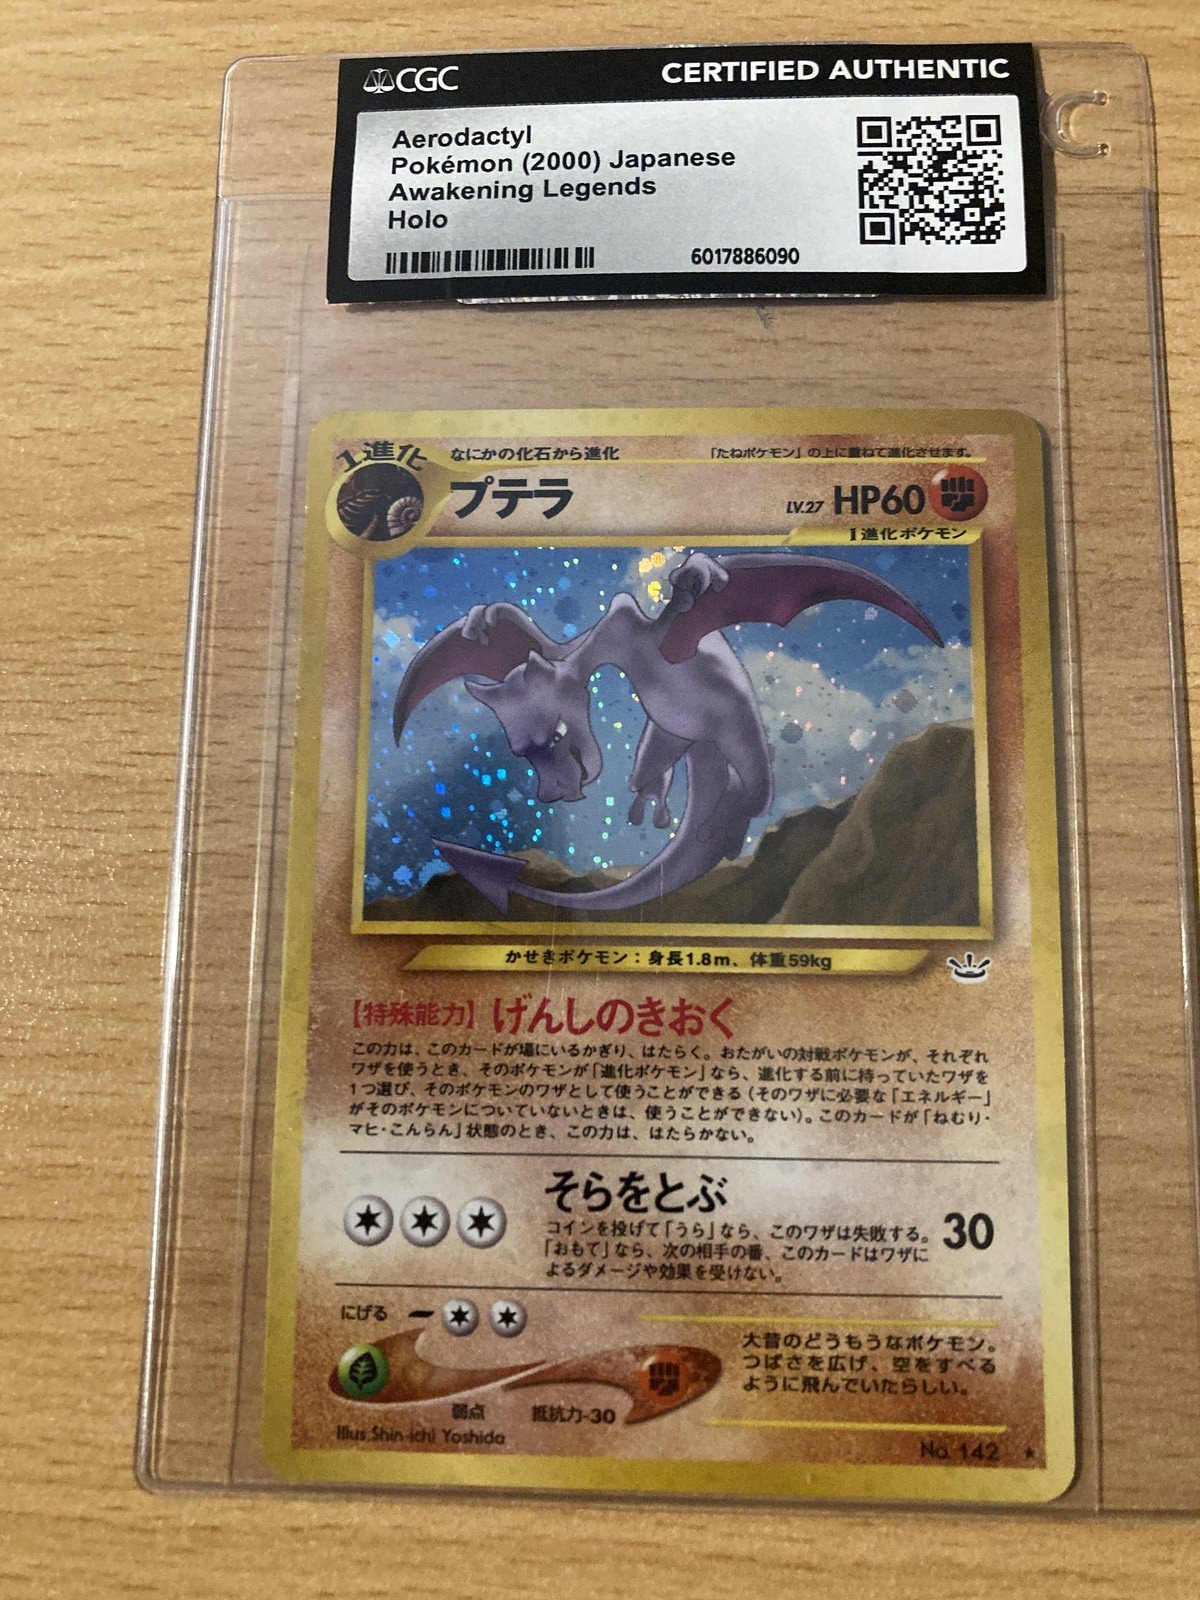 CGC
CERTIFIED AUTHENTIC
Aerodactyl
Pokémon (2000) Japanese
Awakening Legends
Holo
6017886090
1進化
なにかの化石から進化
「たねポケモン」の上に重ねて進化させます。
プテラ
LV.27 HP60
1進化ポケモン
かせきポケモン：身長1.8m、体重59kg
【特殊能力】げんしのきおく
この力は、このカードが場にいるかぎり、はたらく。おたがいの対戦ポケモンが、それぞれ
ワザを使うとき、そのポケモンが「進化ポケモン」なら、進化する前に持っていたワザを
1つ選び、そのポケモンのワザとして使うことができる（そのワザに必要な「エネルギー」
がそのポケモンについていないときは、使うことができない）。このカードが「ねむり・
マヒ・こんらん」状態のとき、この力は、はたらかない。
そらをとぶ
コインを投げて「うら」なら、このワザは失敗する。
「おもて」なら、次の相手の番、このカードはワザに
よるダメージや効果を受けない。
30
にげる
弱点
抵抗力-30
大昔のどうもうなポケモン。
つばさを広げ、空をすべる
ように飛んでいたらしい。
Illus. Shin-ichi Yoshida
No. 142 ★